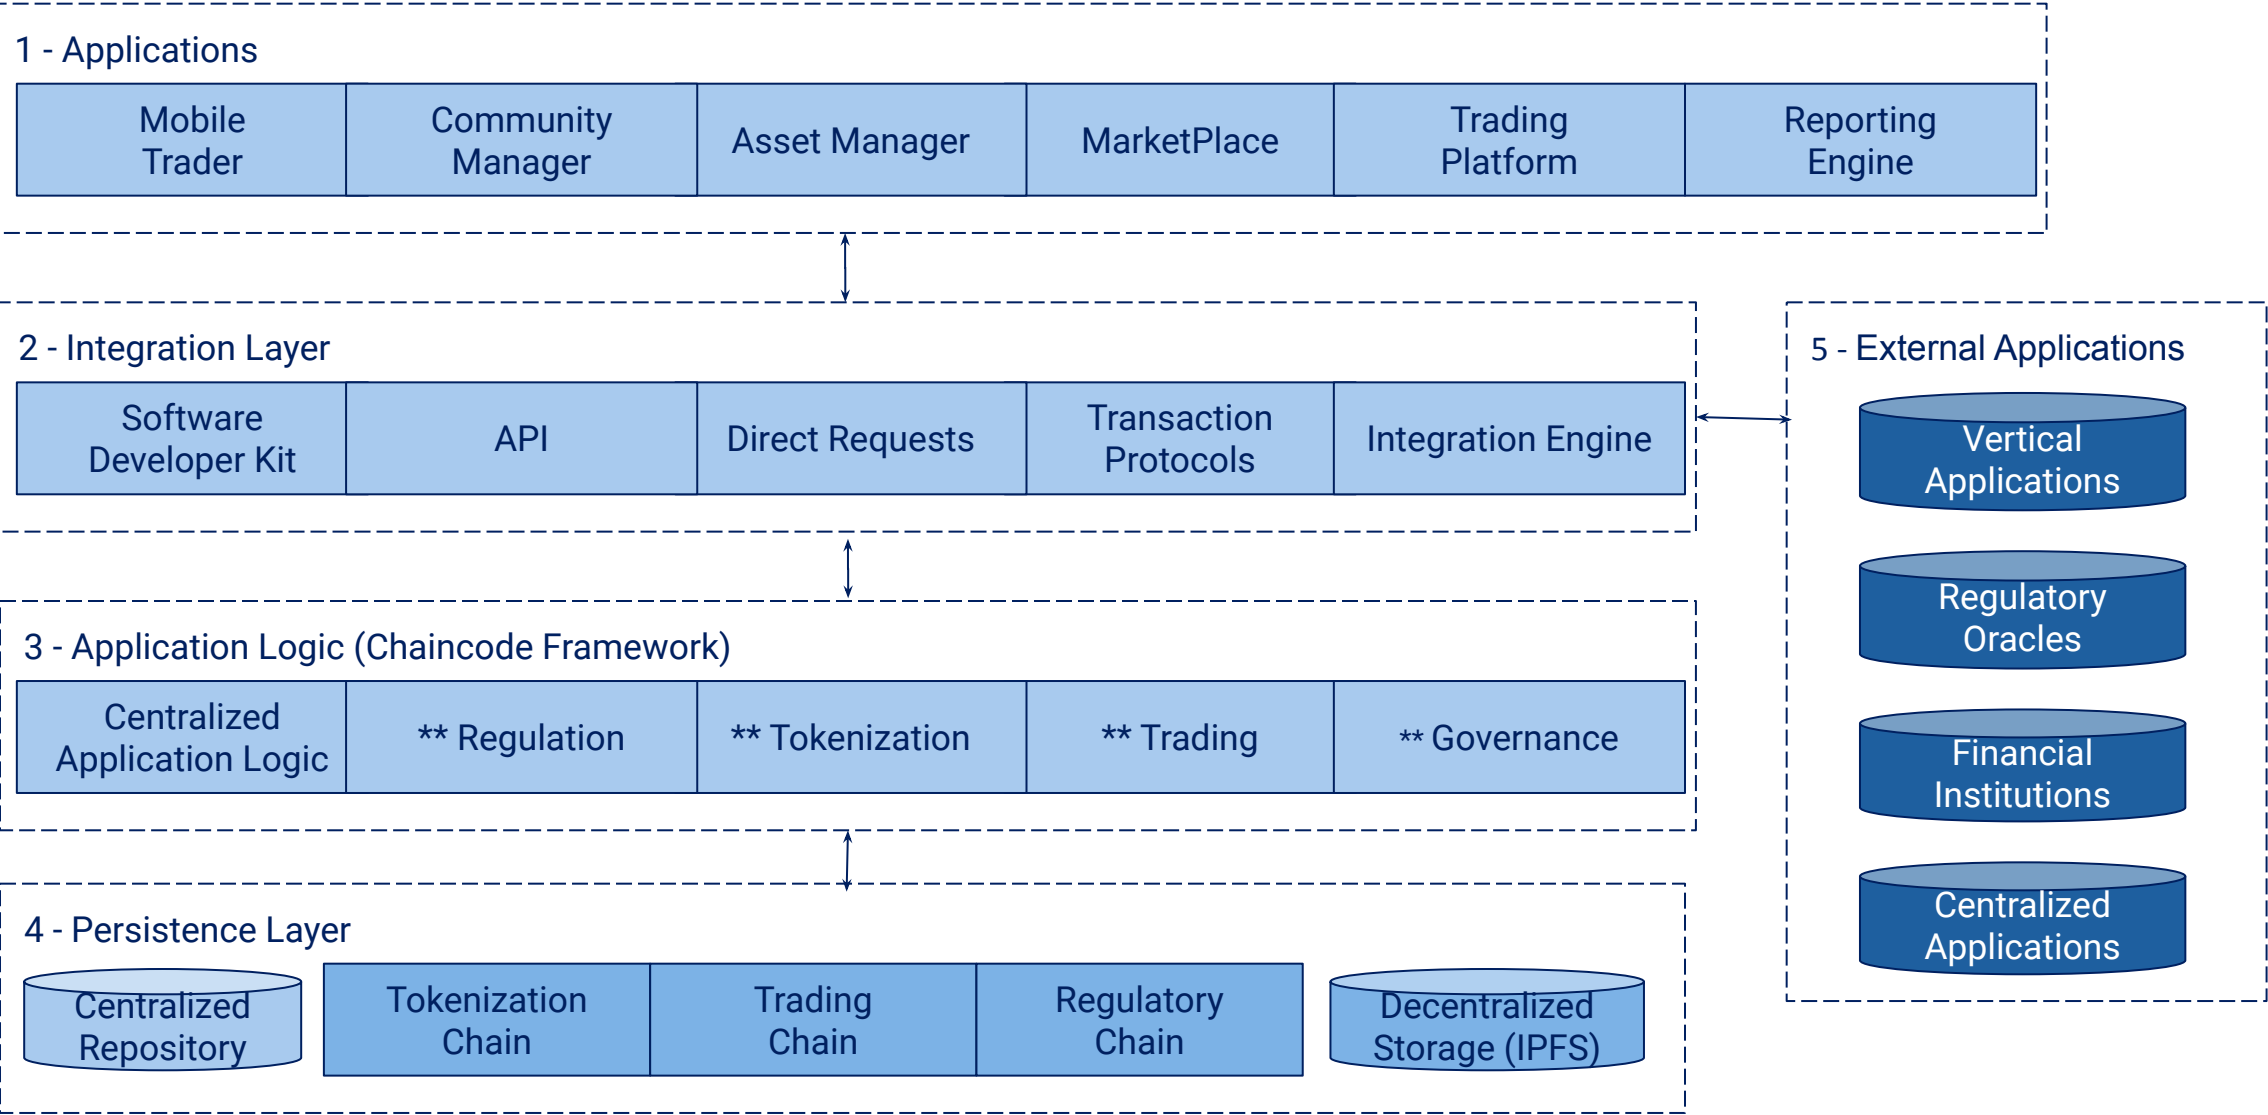 1 - Applications
Mobile
Trader
Community
Manager
Asset Manager
MarketPlace
Trading
Platform
Reporting
Engine
2 - Integration Layer
Software
Developer Kit
API
Direct Requests
Transaction
Protocols
Integration Engine
3 - Application Logic (Chaincode Framework)
Centralized
Application Logic
** Regulation
** Tokenization
** Trading
** Governance
4 - Persistence Layer
Centralized
Repository
Tokenization
Chain
Trading
Chain
Regulatory
Chain
Decentralized
Storage (IPFS)
5 - External Applications
Vertical
Applications
Regulatory
Oracles
Financial
Institutions
Centralized
Applications